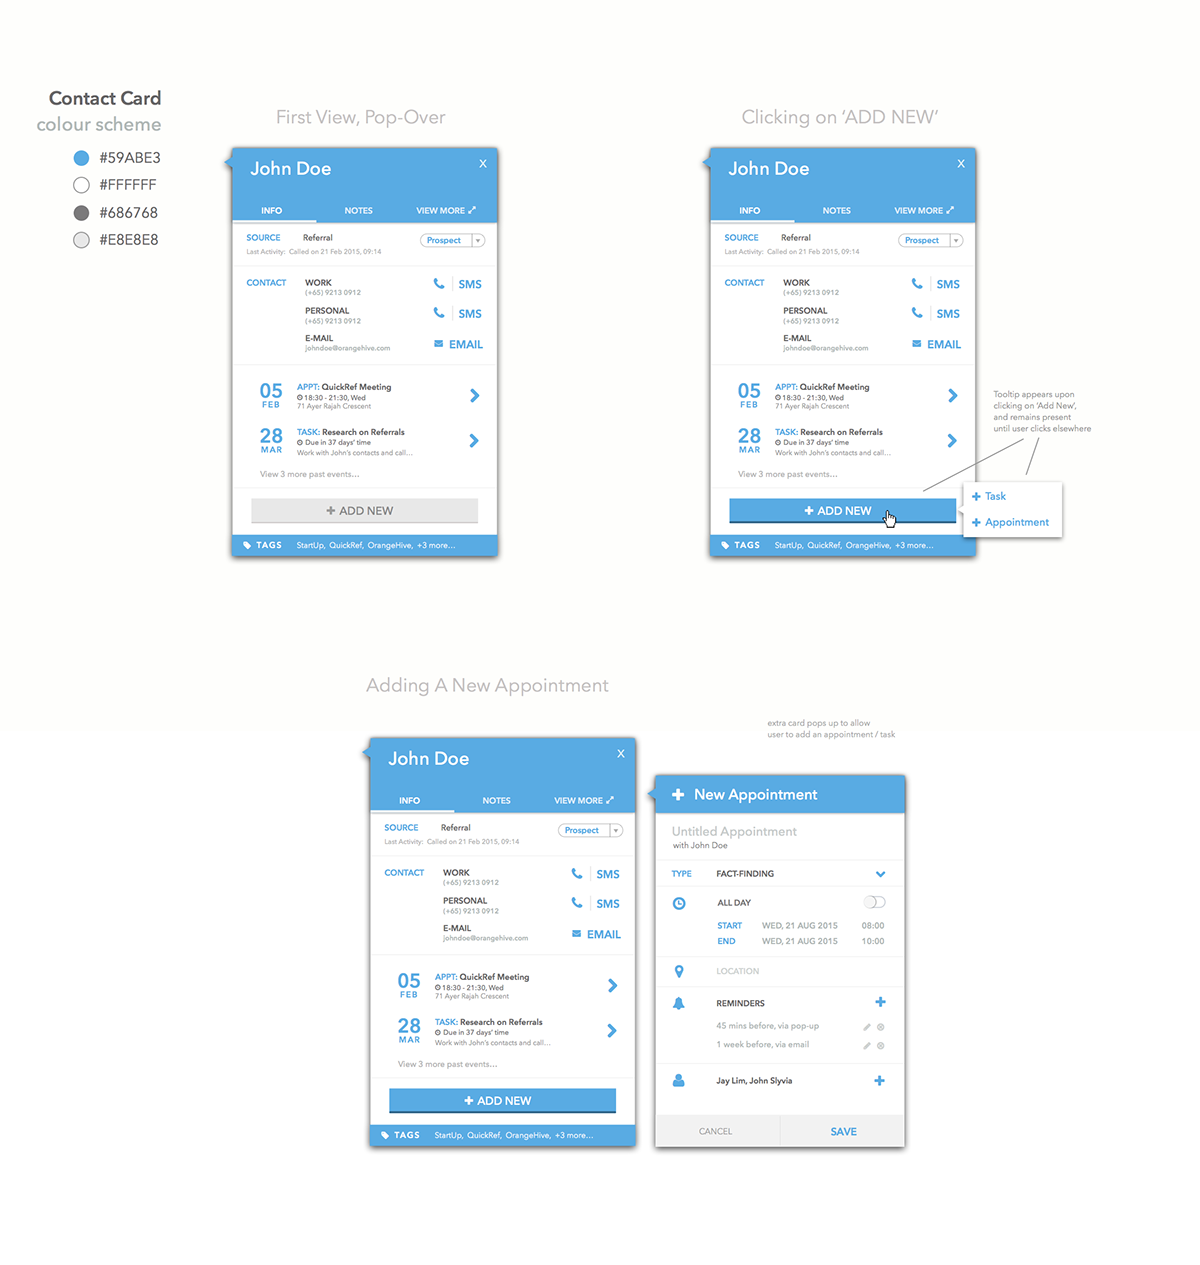 Contact Card
colour scheme
#59ABE3
#FFFFFF
#686768
#E8E8E8
First View, Pop-Over
John Doe X
INFO NOTES VIEW MORE
SOURCE Referral Prospect
Last Activity: Called on 21 Feb 2015, 09:14
CONTACT WORK SMS
(+65) 9213 0912
PERSONAL SMS
(+65) 9213 0912
E-MAIL EMAIL
johndoe@orangehive.com
05 APPT: QuickRef Meeting
FEB 18:30 - 21:30, Wed
71 Ayer Rajah Crescent
28 TASK: Research on Referrals
MAR Due in 37 days' time
Work with John's contacts and call...
View 3 more past events...
+ ADD NEW
TAGS StartUp, QuickRef, OrangeHive, +3 more...
Clicking on 'ADD NEW'
John Doe X
INFO NOTES VIEW MORE
SOURCE Referral Prospect
Last Activity: Called on 21 Feb 2015, 09:14
CONTACT WORK SMS
(+65) 9213 0912
PERSONAL SMS
(+65) 9213 0912
E-MAIL EMAIL
johndoe@orangehive.com
05 APPT: QuickRef Meeting
FEB 18:30 - 21:30, Wed
71 Ayer Rajah Crescent
28 TASK: Research on Referrals
MAR Due in 37 days' time
Work with John's contacts and call...
View 3 more past events...
+ ADD NEW
TAGS StartUp, QuickRef, OrangeHive, +3 more...
Tooltip appears upon
clicking on 'Add New',
and remains present
until user clicks elsewhere
+ Task
+ Appointment
Adding A New Appointment
John Doe X
INFO NOTES VIEW MORE
SOURCE Referral Prospect
Last Activity: Called on 21 Feb 2015, 09:14
CONTACT WORK SMS
(+65) 9213 0912
PERSONAL SMS
(+65) 9213 0912
E-MAIL EMAIL
johndoe@orangehive.com
05 APPT: QuickRef Meeting
FEB 18:30 - 21:30, Wed
71 Ayer Rajah Crescent
28 TASK: Research on Referrals
MAR Due in 37 days' time
Work with John's contacts and call...
View 3 more past events...
+ ADD NEW
TAGS StartUp, QuickRef, OrangeHive, +3 more...
extra card pops up to allow
user to add an appointment / task
+ New Appointment
Untitled Appointment
with John Doe
TYPE FACT-FINDING
ALL DAY
START WED, 21 AUG 2015 08:00
END WED, 21 AUG 2015 10:00
LOCATION
REMINDERS +
45 mins before, via pop-up
1 week before, via email
Jay Lim, John Slyvia +
CANCEL SAVE